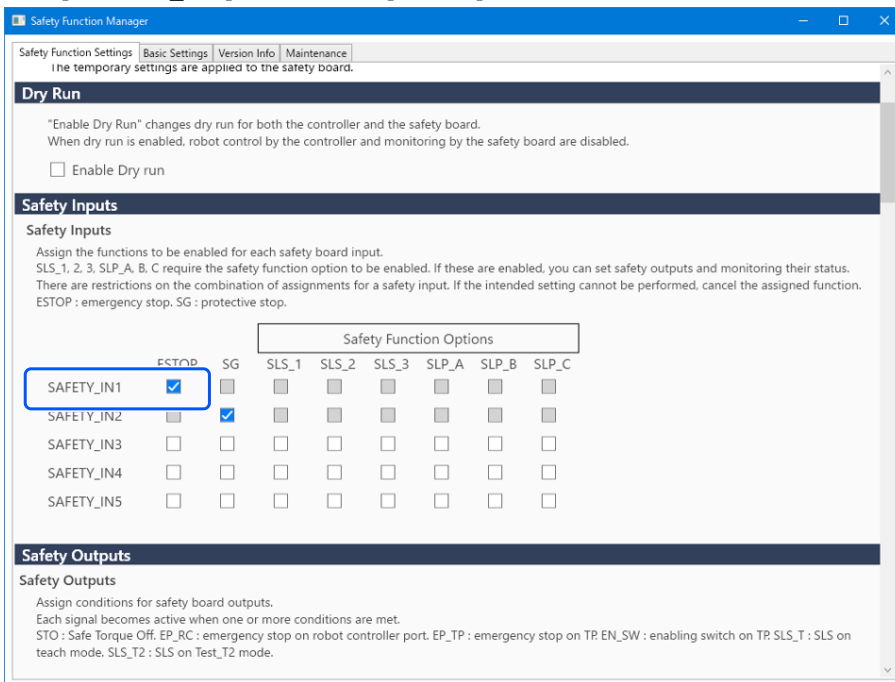 Safety Function Manager
Safety Function Settings Basic Settings Version Info Maintenance
The temporary settings are applied to the safety board.
Dry Run
"Enable Dry Run" changes dry run for both the controller and the safety board.
When dry run is enabled, robot control by the controller and monitoring by the safety board are disabled.
Enable Dry run
Safety Inputs
Safety Inputs
Assign the functions to be enabled for each safety board input.
SLS_1, 2, 3, SLP_A, B, C require the safety function option to be enabled. If these are enabled, you can set safety outputs and monitoring their status.
There are restrictions on the combination of assignments for a safety input. If the intended setting cannot be performed, cancel the assigned function.
ESTOP : emergency stop. SG : protective stop.
Safety Function Options
ESTOP SG SLS_1 SLS_2 SLS_3 SLP_A SLP_B SLP_C
SAFETY_IN1
SAFETY_IN2
SAFETY_IN3
SAFETY_IN4
SAFETY_IN5
Safety Outputs
Safety Outputs
Assign conditions for safety board outputs.
Each signal becomes active when one or more conditions are met.
STO : Safe Torque Off. EP_RC : emergency stop on robot controller port. EP_TP : emergency stop on TP. EN_SW : enabling switch on TP. SLS_T : SLS on
teach mode. SLS_T2 : SLS on Test_T2 mode.